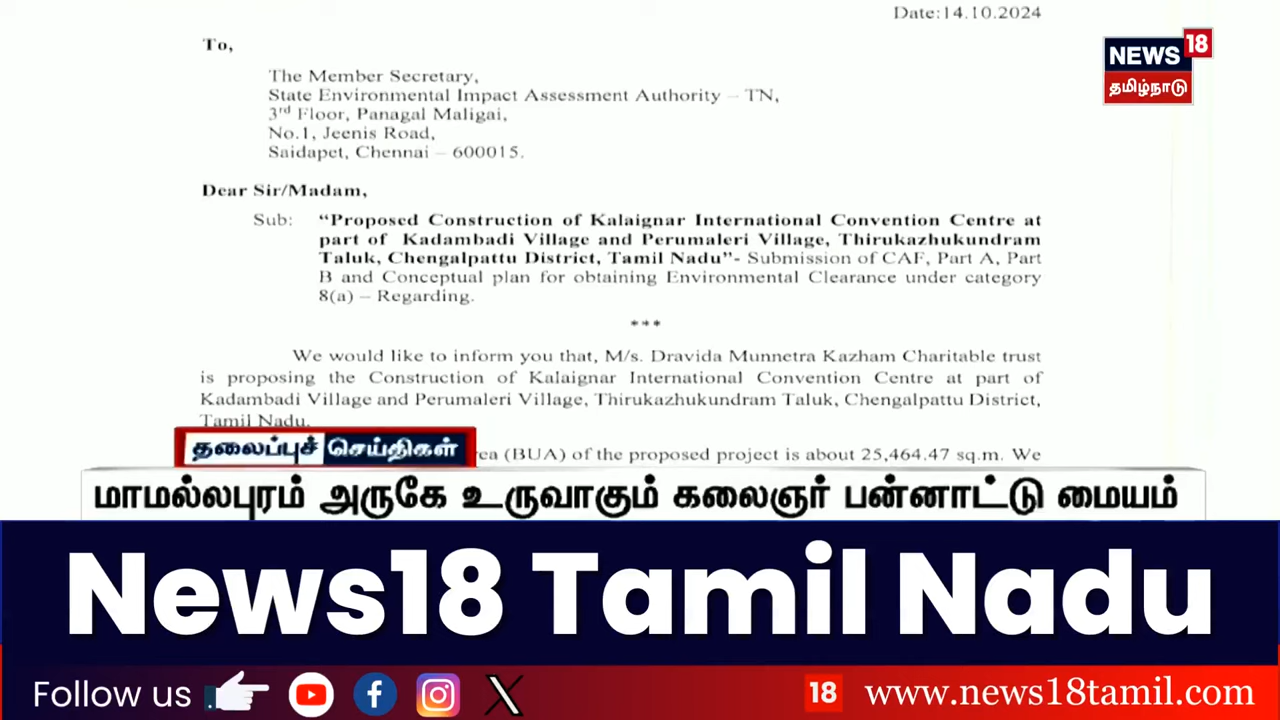 Date:14.10.2024
NEWS 18
தமிழ்நாடு
To,
The Member Secretary,
State Environmental Impact Assessment Authority – TN,
3rd Floor, Panagal Maligai,
No.1, Jeenis Road,
Saidapet, Chennai – 600015.
Dear Sir/Madam,
Sub: "Proposed Construction of Kalaignar International Convention Centre at
part of Kadambadi Village and Perumaleri Village, Thirukazhukundram
Taluk, Chengalpattu District, Tamil Nadu"- Submission of CAF, Part A, Part
B and Conceptual plan for obtaining Environmental Clearance under category
8(a) – Regarding.
***
We would like to inform you that, M/s. Dravida Munnetra Kazham Charitable trust
is proposing the Construction of Kalaignar International Convention Centre at part of
Kadambadi Village and Perumaleri Village, Thirukazhukundram Taluk, Chengalpattu District,
Tamil Nadu.
(BUA) of the proposed project is about 25,464.47 sq.m. We
தலைப்புச் செய்திகள்
மாமல்லபுரம் அருகே உருவாகும் கலைஞர் பன்னாட்டு மையம்
News18 Tamil Nadu
Follow us
18 www.news18tamil.com